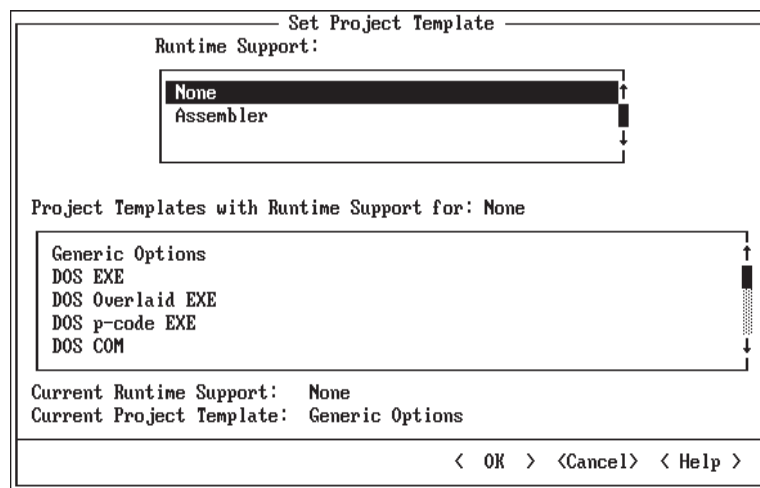 Set Project Template
Runtime Support:
None
Assembler
Project Templates with Runtime Support for: None
Generic Options
DOS EXE
DOS Overlaid EXE
DOS p-code EXE
DOS COM
Current Runtime Support: None
Current Project Template: Generic Options
< OK > <Cancel> < Help >